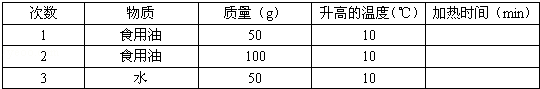 次数 物质 质量（g） 升高的温度(℃) 加热时间（min）
1 食用油 50 10
2 食用油 100 10
3 水 50 10